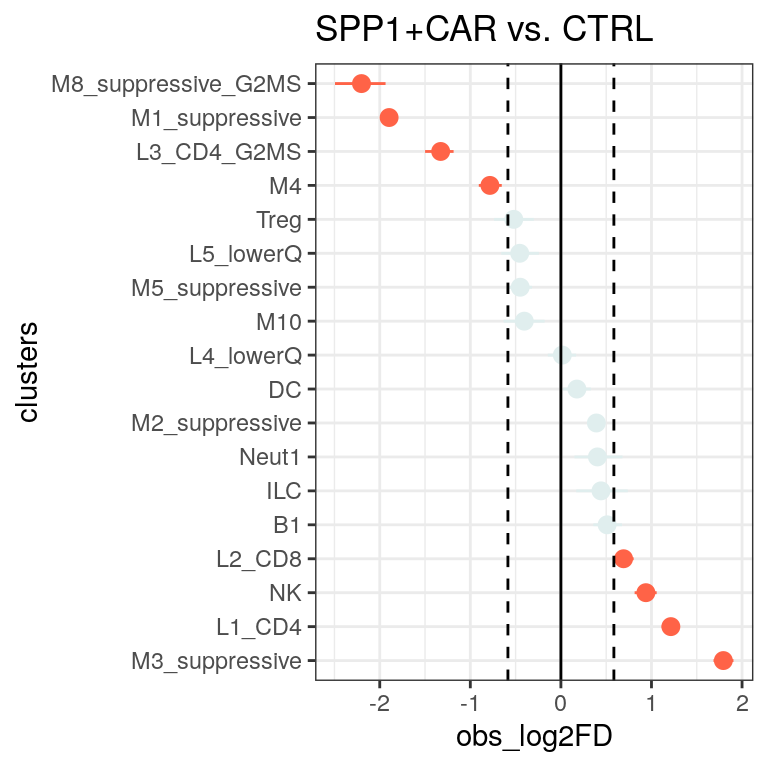 SPP1+CAR vs. CTRL
M8_suppressive_G2MS
M1_suppressive
L3_CD4_G2MS
M4
Treg
L5_lowerQ
M5_suppressive
M10
L4_lowerQ
DC
M2_suppressive
Neut1
ILC
B1
L2_CD8
NK
L1_CD4
M3_suppressive
clusters
-2 -1 0 1 2
obs_log2FD